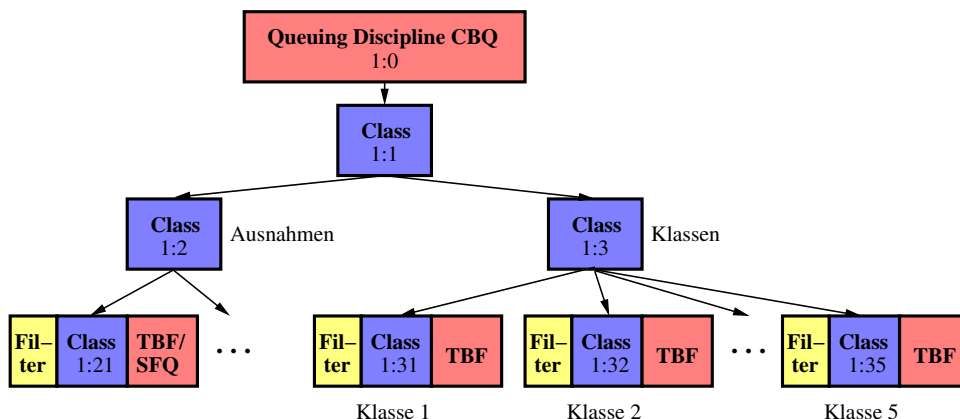 Queuing Discipline CBQ
1:0
Class
1:1
Class
1:2
Ausnahmen
Class
1:3
Klassen
Fil–
ter
Class
1:21
TBF/
SFQ
...
Fil–
ter
Class
1:31
TBF
Fil–
ter
Class
1:32
TBF
...
Fil–
ter
Class
1:35
TBF
Klasse 1
Klasse 2
Klasse 5